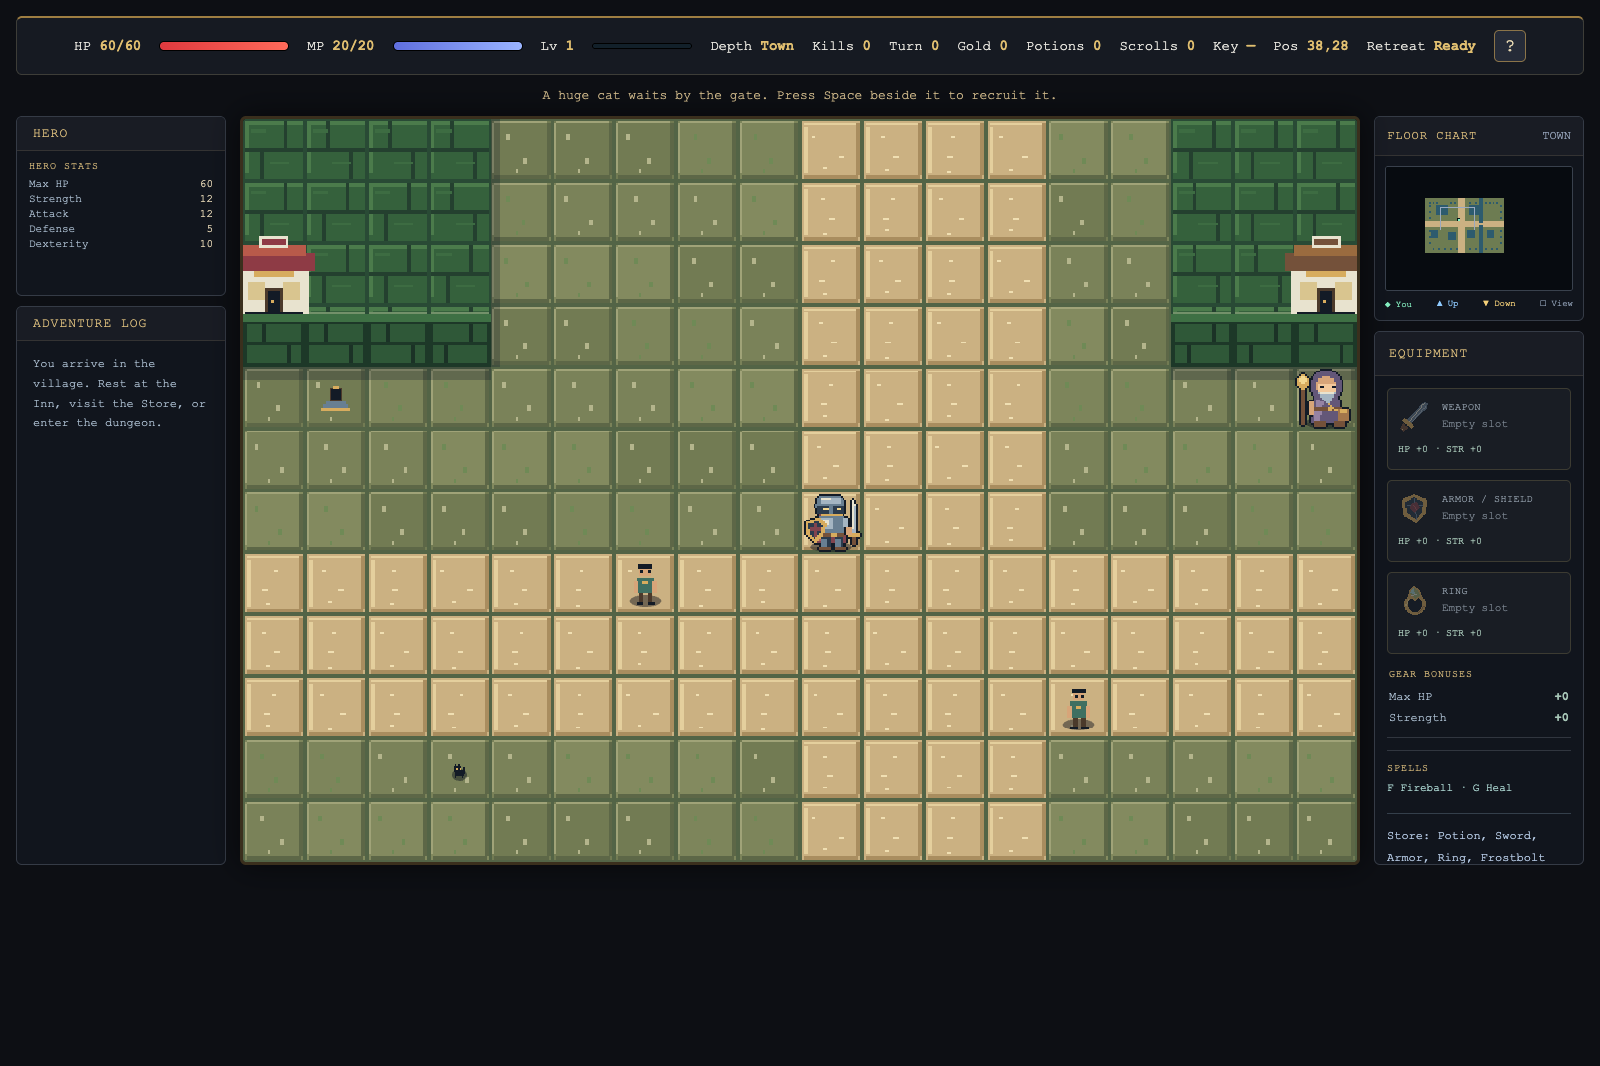 HP 60/60 MP 20/20 Lv 1 Depth Town Kills 0 Turn 0 Gold 0 Potions 0 Scrolls 0 Key — Pos 38,28 Retreat Ready ?
A huge cat waits by the gate. Press Space beside it to recruit it.
HERO
HERO STATS
Max HP 60
Strength 12
Attack 12
Defense 5
Dexterity 10
ADVENTURE LOG
You arrive in the
village. Rest at the
Inn, visit the Store, or
enter the dungeon.
FLOOR CHART TOWN
◆ You ▲ Up ▼ Down □ View
EQUIPMENT
WEAPON
Empty slot
HP +0 · STR +0
ARMOR / SHIELD
Empty slot
HP +0 · STR +0
RING
Empty slot
HP +0 · STR +0
GEAR BONUSES
Max HP +0
Strength +0
SPELLS
F Fireball · G Heal
Store: Potion, Sword,
Armor, Ring, Frostbolt